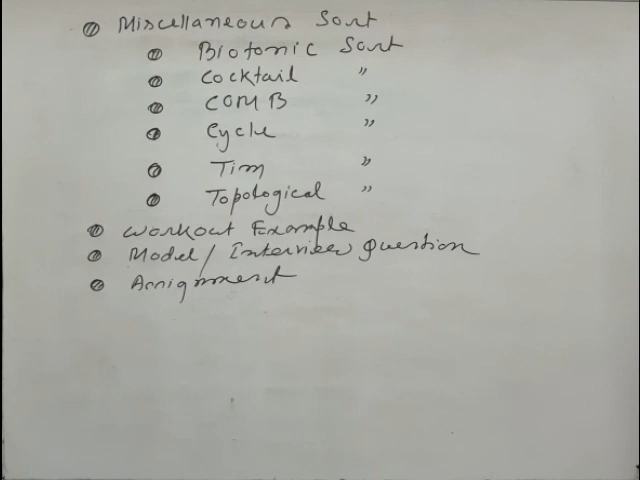 Miscellaneous Sort
Biotonic Sort
Cocktail "
COMB "
Cycle "
Tim "
Topological "
Workout Example
Model/Interview question
Assignment